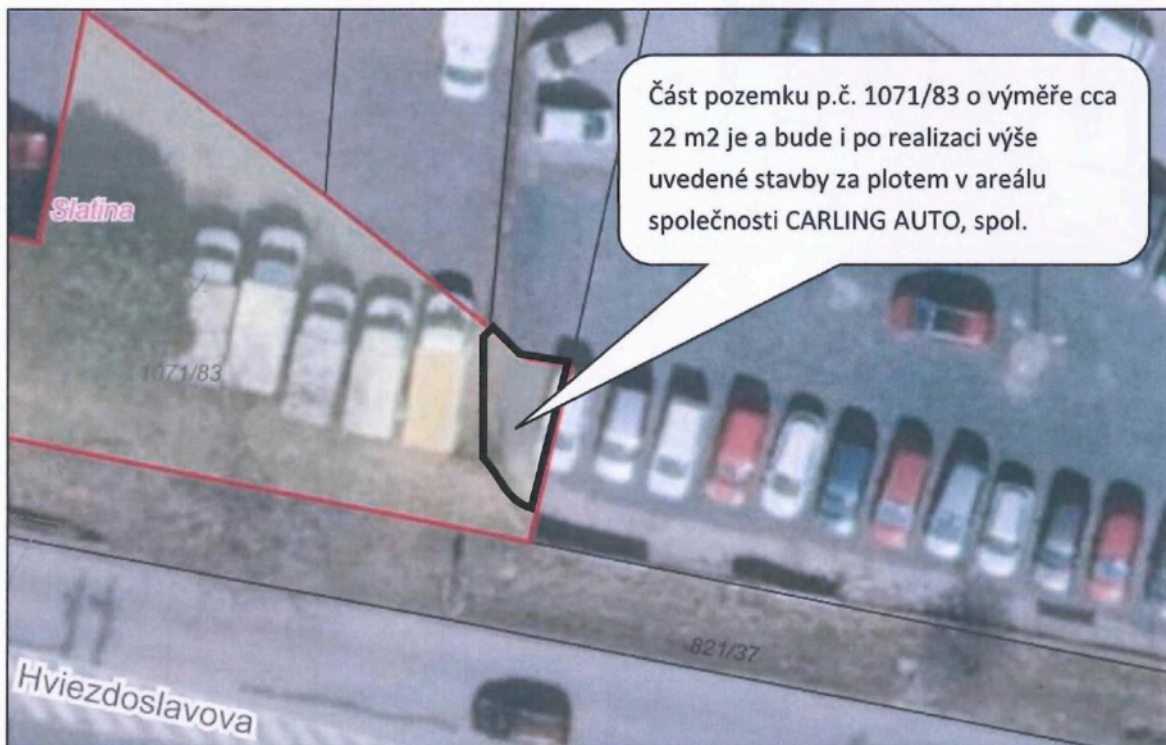 Část pozemku p.č. 1071/83 o výměře cca
22 m2 je a bude i po realizaci výše
uvedené stavby za plotem v areálu
společnosti CARLING AUTO, spol.
Slatina
1071/83
821/37
Hviezdoslavova